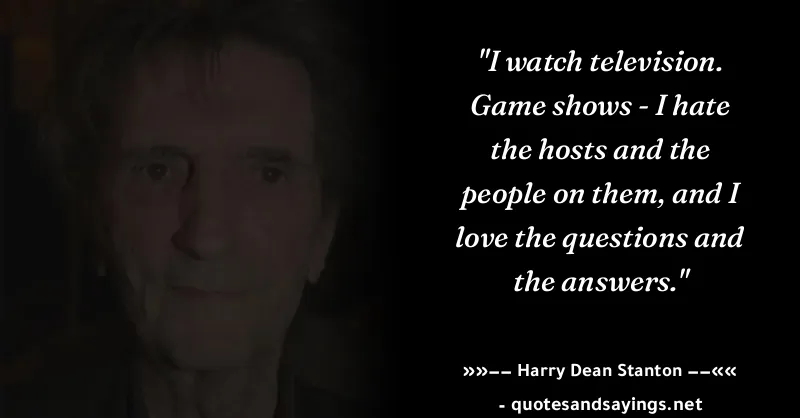 "I watch television.
Game shows - I hate
the hosts and the
people on them, and I
love the questions and
the answers."
»»—— Harry Dean Stanton ——««
- quotesandsayings.net